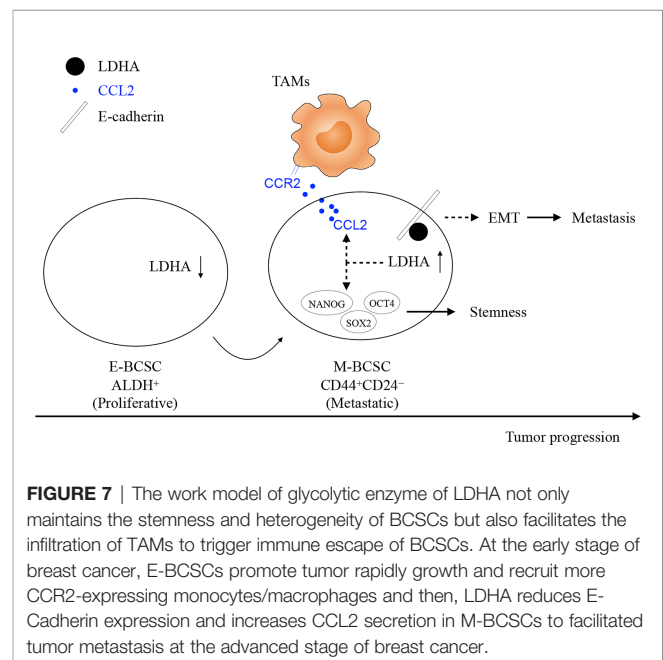 LDHA
CCL2
E-cadherin
TAMs
CCR2
CCL2
EMT
Metastasis
LDHA
LDHA
NANOG
OCT4
SOX2
Stemness
E-BCSC
ALDH⁺
(Proliferative)
M-BCSC
CD44⁺CD24⁻
(Metastatic)
Tumor progression
FIGURE 7 | The work model of glycolytic enzyme of LDHA not only
maintains the stemness and heterogeneity of BCSCs but also facilitates the
infiltration of TAMs to trigger immune escape of BCSCs. At the early stage of
breast cancer, E-BCSCs promote tumor rapidly growth and recruit more
CCR2-expressing monocytes/macrophages and then, LDHA reduces E-
Cadherin expression and increases CCL2 secretion in M-BCSCs to facilitated
tumor metastasis at the advanced stage of breast cancer.